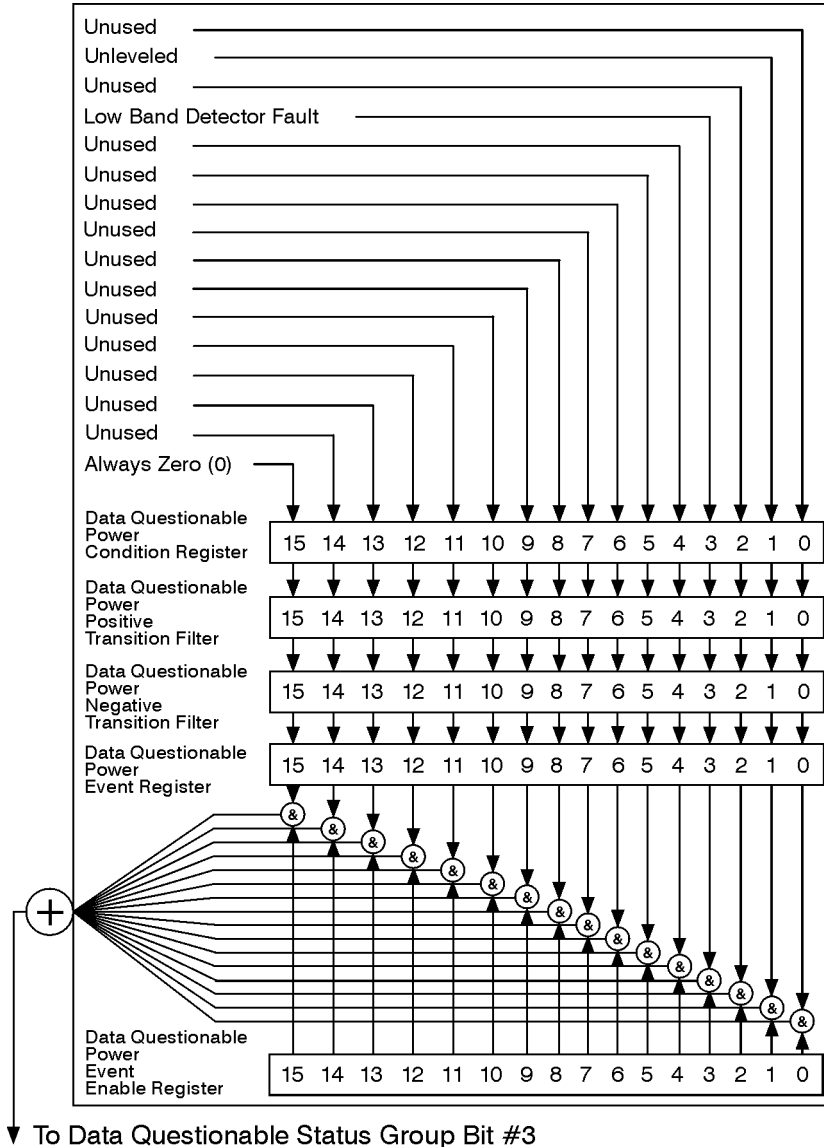 Unused
Unleveled
Unused
Low Band Detector Fault
Unused
Unused
Unused
Unused
Unused
Unused
Unused
Unused
Unused
Unused
Unused
Always Zero (0)
Data Questionable
Power
Condition Register
15 14 13 12 11 10 9 8 7 6 5 4 3 2 1 0
Data Questionable
Power
Positive
Transition Filter
15 14 13 12 11 10 9 8 7 6 5 4 3 2 1 0
Data Questionable
Power
Negative
Transition Filter
15 14 13 12 11 10 9 8 7 6 5 4 3 2 1 0
Data Questionable
Power
Event Register
15 14 13 12 11 10 9 8 7 6 5 4 3 2 1 0
& & & & & & & & & & & & & & & &
+
Data Questionable
Power
Event
Enable Register
15 14 13 12 11 10 9 8 7 6 5 4 3 2 1 0
To Data Questionable Status Group Bit #3